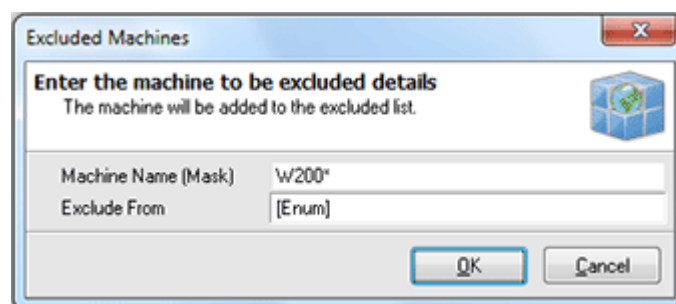 Excluded Machines
Enter the machine to be excluded details
The machine will be added to the excluded list.
Machine Name (Mask) W200*
Exclude From [Enum]
OK Cancel